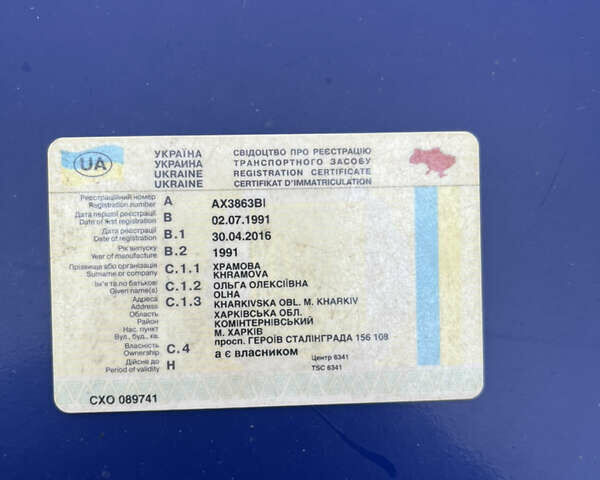 UA
УКРАЇНА СВІДОЦТВО ПРО РЕЄСТРАЦІЮ
УКРАИНА ТРАНСПОРТНОГО ЗАСОБУ
UKRAINE REGISTRATION CERTIFICATE
UKRAINE CERTIFIKAT D'IMMATRICULATION
Реєстраційний номер A AX3863BI
Registration number
Дата першої реєстрації B 02.07.1991
Date of first registration
Дата реєстрації B.1 30.04.2016
Date of registration
Рік випуску B.2 1991
Year of manufacture
Прізвище або організація C.1.1 ХРАМОВА
Surname or company KHRAMOVA
Ім'я та по батькові C.1.2 ОЛЬГА ОЛЕКСІЇВНА
Given name(s) OLHA
Адреса C.1.3 KHARKIVSKA OBL. M. KHARKIV
Address
Область ХАРКІВСЬКА ОБЛ.
Район КОМІНТЕРНІВСЬКИЙ
Нас. пункт М. ХАРКІВ
Вул., буд., кв. просп. ГЕРОЇВ СТАЛІНГРАДА 156 108
Власність C.4 а є власником Центр 6341
Ownership
Дійсне до H TSC 6341
Period of validity
СХО 089741